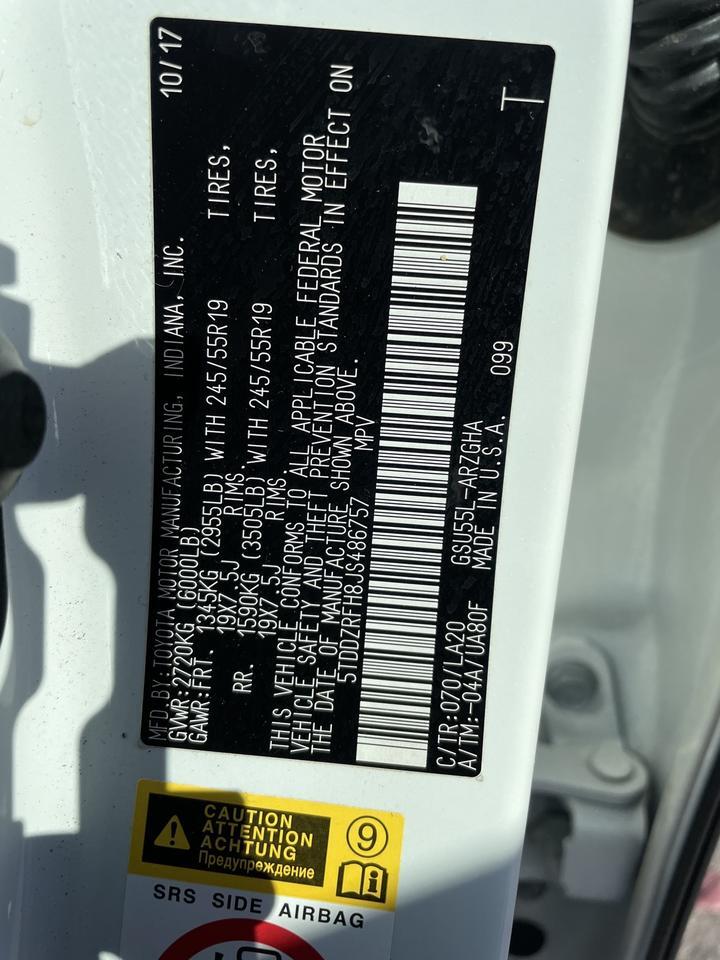 MFD.BY:TOYOTA MOTOR MANUFACTURING, INDIANA, INC. 10/17
GVWR:2720KG (6000LB)
GAWR:FRT. 1345KG (2955LB) WITH 245/55R19 TIRES,
19X7.5J RIMS.
RR. 1590KG (3505LB) WITH 245/55R19 TIRES,
19X7.5J RIMS
THIS VEHICLE CONFORMS TO ALL APPLICABLE FEDERAL MOTOR
VEHICLE SAFETY AND THEFT PREVENTION STANDARDS IN EFFECT ON
THE DATE OF MANUFACTURE SHOWN ABOVE.
5TDDZRFH8JS486757 MPV
C/TR:070/LA20 GSU55L-ARZGHA
A/TM:-04A/UA80F MADE IN U.S.A. 099 T
CAUTION
ATTENTION
ACHTUNG
Предупреждение
9
i
SRS SIDE AIRBAG